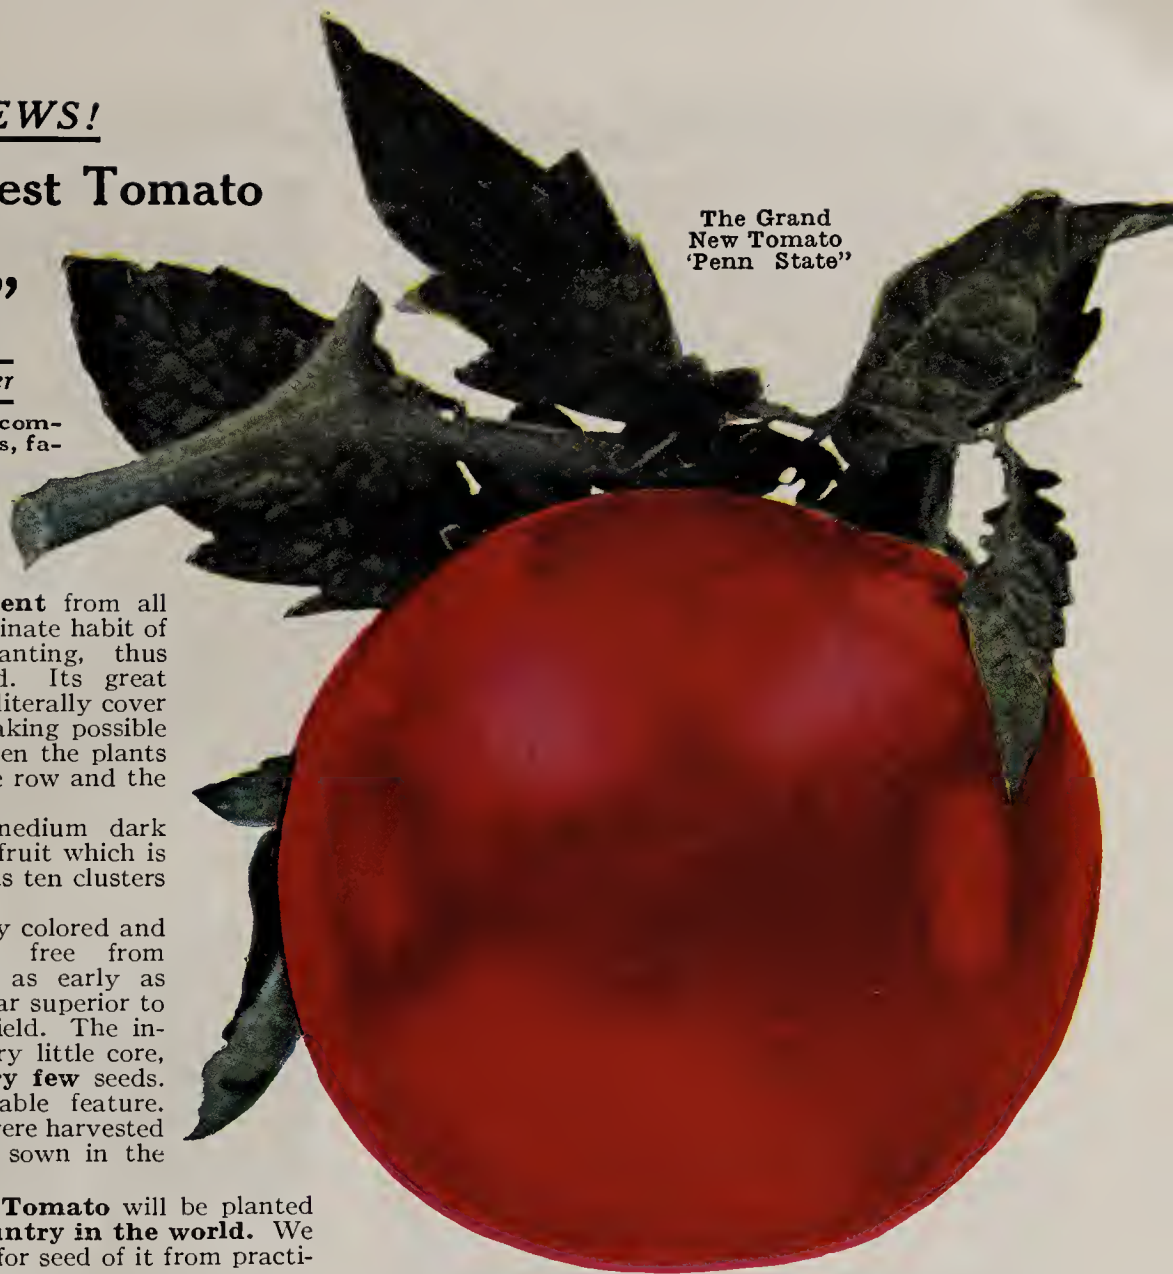 EWS!
est Tomato
”
er
com-
s, fa-
The Grand
New Tomato
‘Penn State”
ent from all
inate habit of
anting, thus
d. Its great
literally cover
aking possible
en the plants
e row and the
medium dark
fruit which is
s ten clusters
y colored and
free from
as early as
ar superior to
ield. The in-
ry little core,
ry few seeds.
able feature.
vere harvested
sown in the
Tomato will be planted
untry in the world. We
for seed of it from practi-